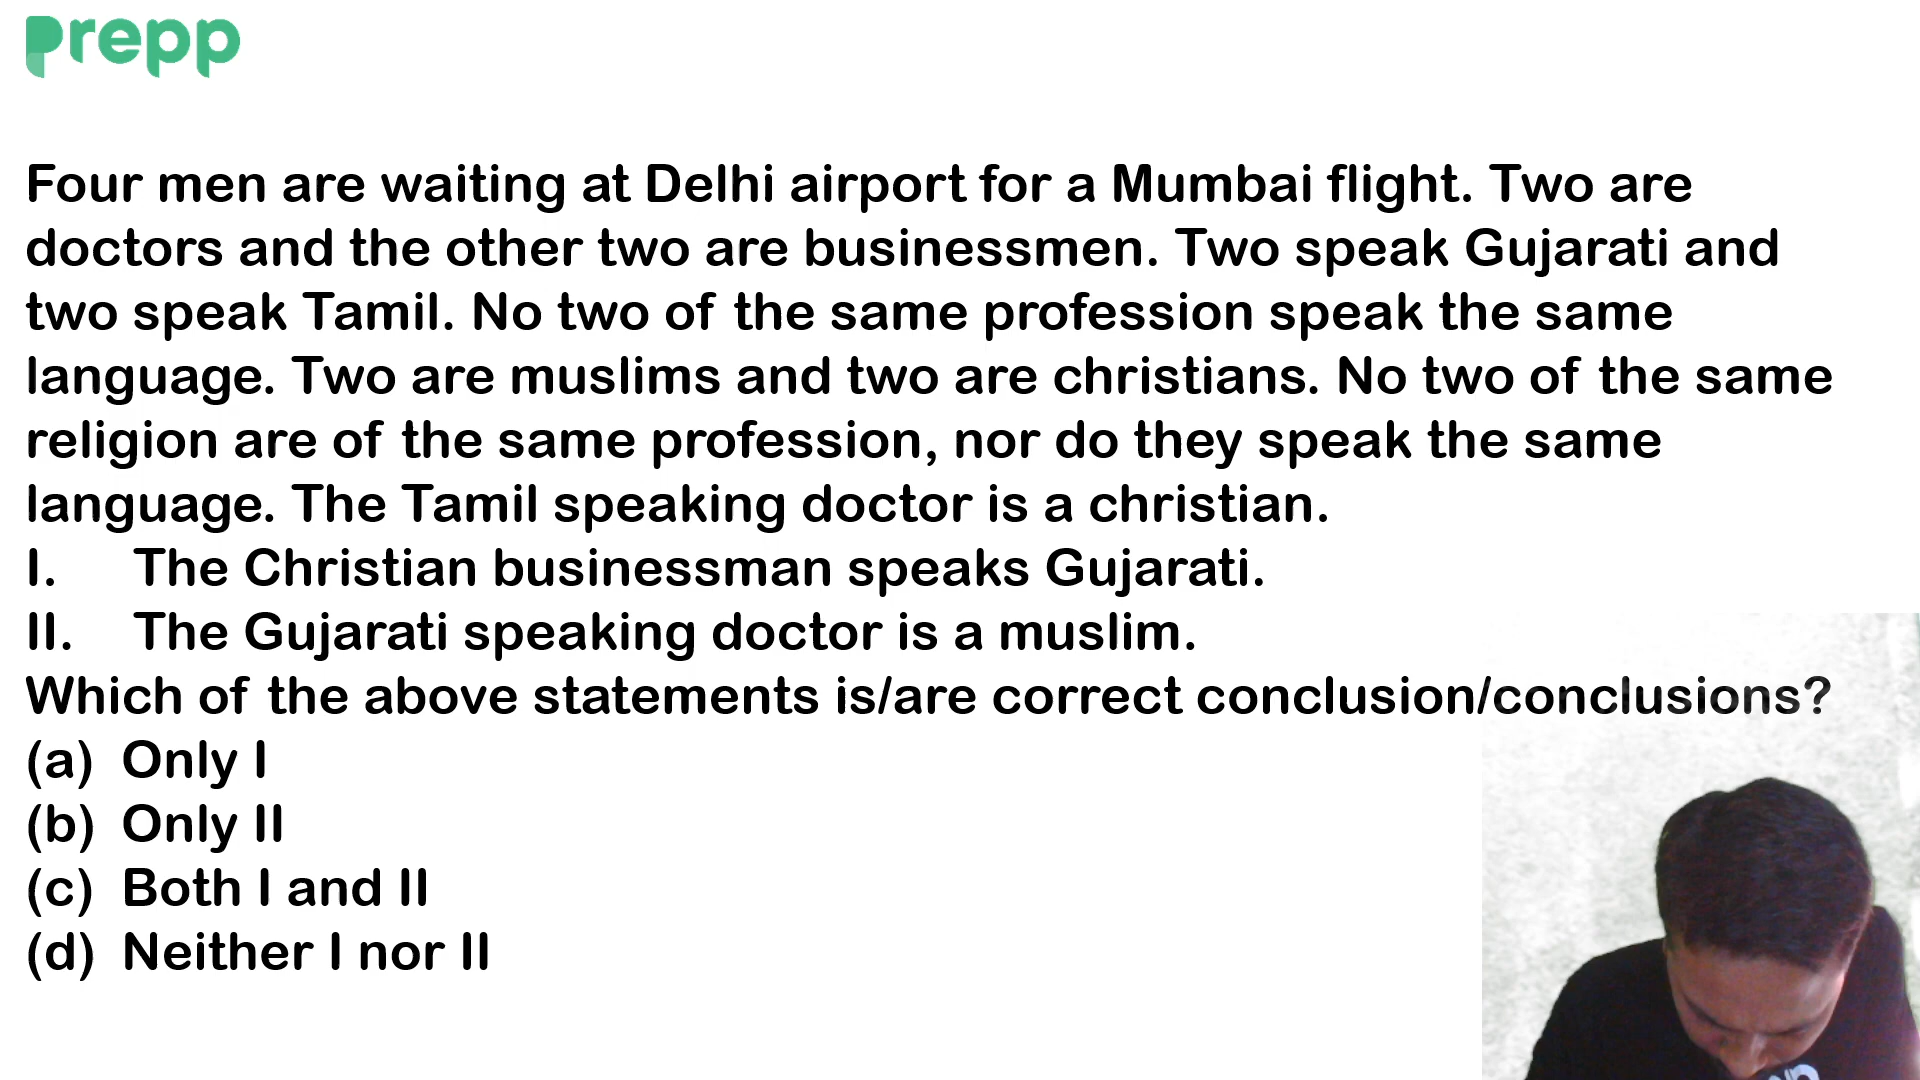 Prepp
Four men are waiting at Delhi airport for a Mumbai flight. Two are
doctors and the other two are businessmen. Two speak Gujarati and
two speak Tamil. No two of the same profession speak the same
language. Two are muslims and two are christians. No two of the same
religion are of the same profession, nor do they speak the same
language. The Tamil speaking doctor is a christian.
I. The Christian businessman speaks Gujarati.
II. The Gujarati speaking doctor is a muslim.
Which of the above statements is/are correct conclusion/conclusions?
(a) Only I
(b) Only II
(c) Both I and II
(d) Neither I nor II